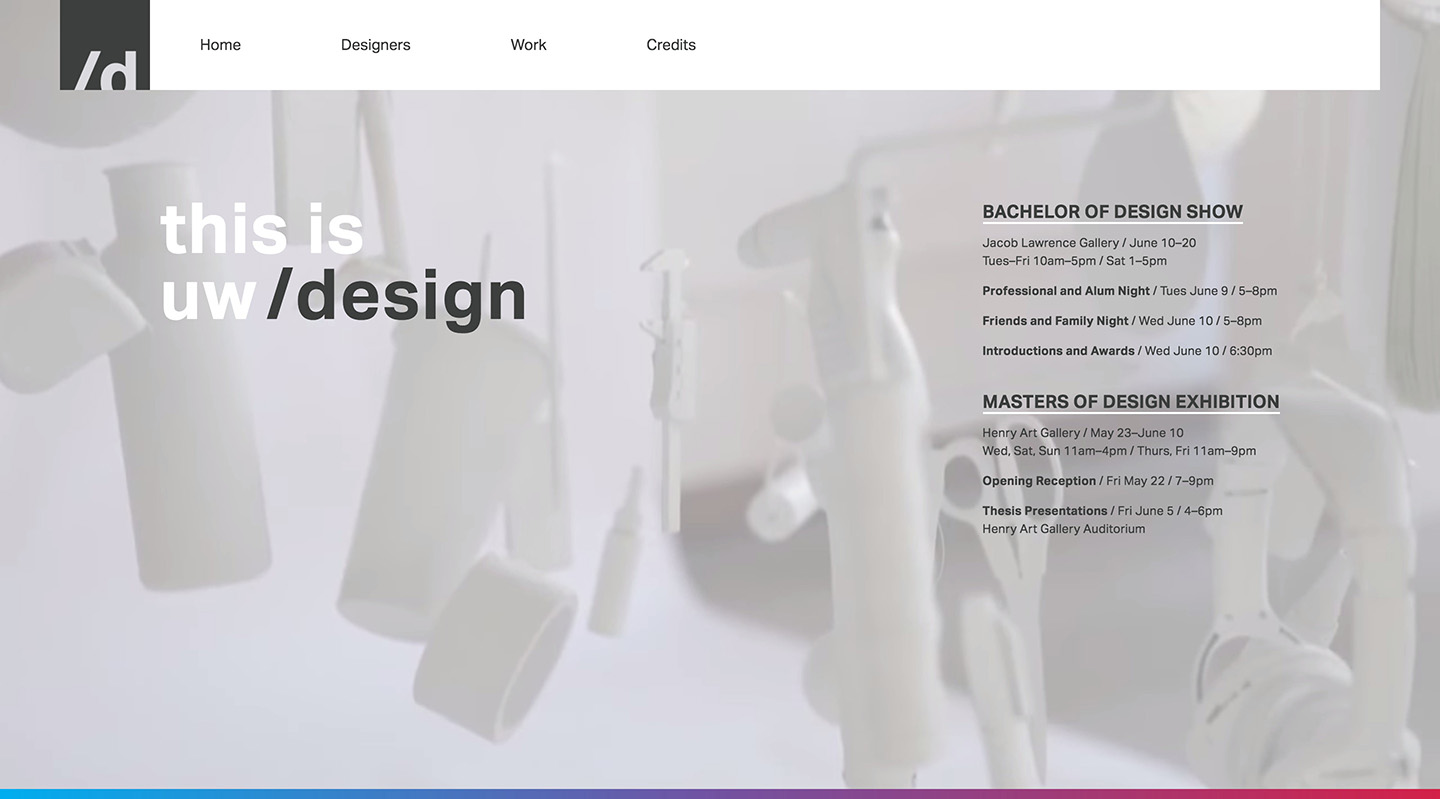 /d
Home
Designers
Work
Credits
this is
uw/design
BACHELOR OF DESIGN SHOW
Jacob Lawrence Gallery / June 10–20
Tues–Fri 10am–5pm / Sat 1–5pm
Professional and Alum Night / Tues June 9 / 5–8pm
Friends and Family Night / Wed June 10 / 5–8pm
Introductions and Awards / Wed June 10 / 6:30pm
MASTERS OF DESIGN EXHIBITION
Henry Art Gallery / May 23–June 10
Wed, Sat, Sun 11am–4pm / Thurs, Fri 11am–9pm
Opening Reception / Fri May 22 / 7–9pm
Thesis Presentations / Fri June 5 / 4–6pm
Henry Art Gallery Auditorium